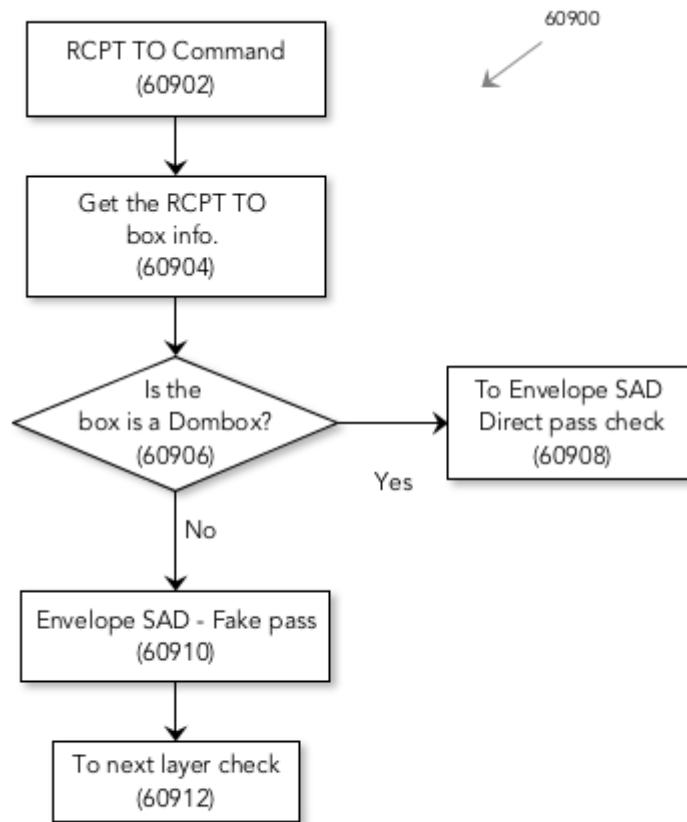 60900
RCPT TO Command
(60902)
Get the RCPT TO
box info.
(60904)
Is the
box is a Dombox?
(60906)
To Envelope SAD
Direct pass check
(60908)
Yes
No
Envelope SAD - Fake pass
(60910)
To next layer check
(60912)